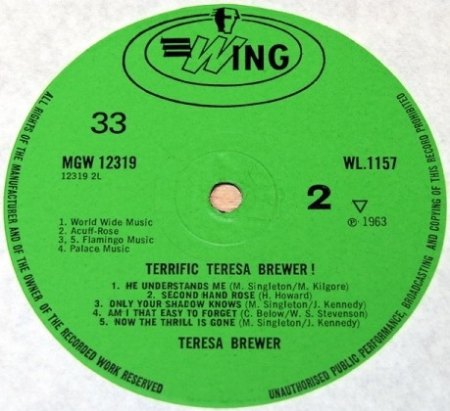 WING
33
MGW 12319
12319 2L
WL.1157
2
℗ 1963
1. World Wide Music
2. Acuff-Rose
3, 5. Flamingo Music
4. Palace Music
TERRIFIC TERESA BREWER!
1. HE UNDERSTANDS ME (M. Singleton/M. Kilgore)
2. SECOND HAND ROSE (H. Howard)
3. ONLY YOUR SHADOW KNOWS (M. Singleton/J. Kennedy)
4. AM I THAT EASY TO FORGET (C. Below/W. S. Stevenson)
5. NOW THE THRILL IS GONE (M. Singleton/J. Kennedy)
TERESA BREWER
ALL RIGHTS OF THE MANUFACTURER AND OF THE OWNER OF THE RECORDED WORK RESERVED
UNAUTHORISED PUBLIC PERFORMANCE, BROADCASTING AND COPYING OF THIS RECORD PROHIBITED